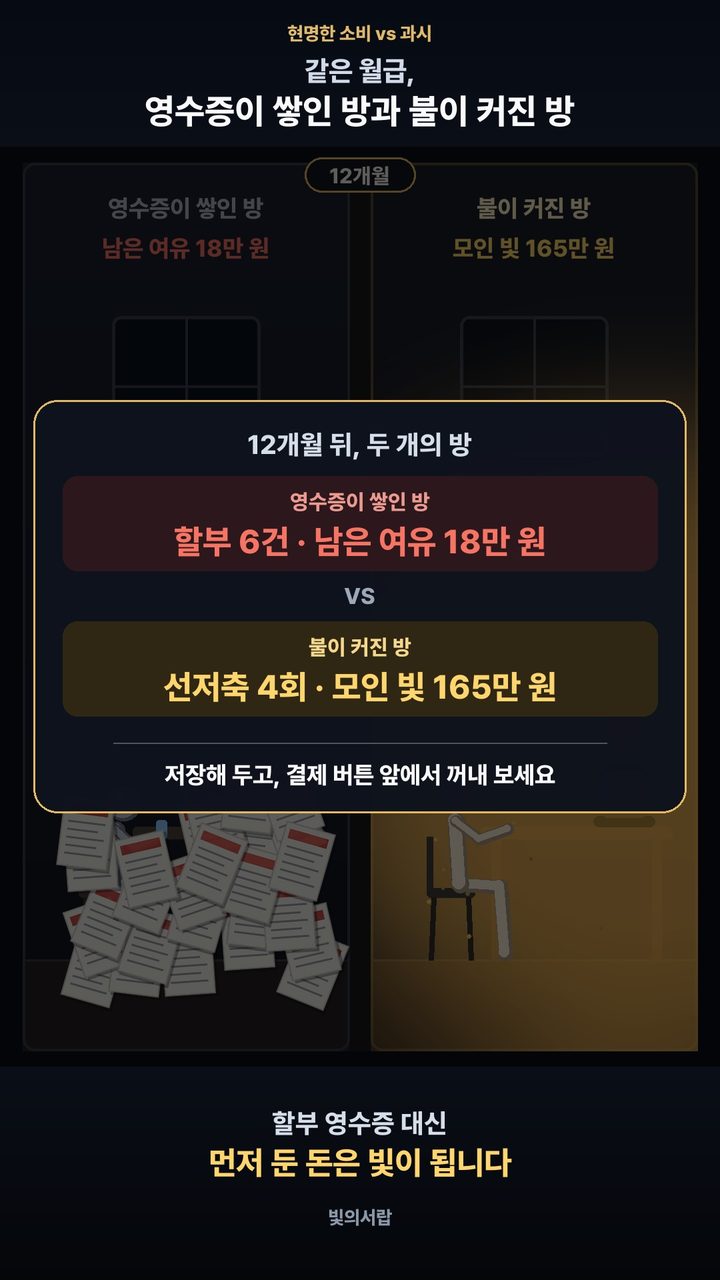 현명한 소비 vs 과시
같은 월급,
영수증이 쌓인 방과 불이 커진 방
12개월
영수증이 쌓인 방
남은 여유 18만 원
불이 커진 방
모인 빛 165만 원
12개월 뒤, 두 개의 방
영수증이 쌓인 방
할부 6건 · 남은 여유 18만 원
VS
불이 커진 방
선저축 4회 · 모인 빛 165만 원
저장해 두고, 결제 버튼 앞에서 꺼내 보세요
할부 영수증 대신
먼저 둔 돈은 빛이 됩니다
빛의서랍